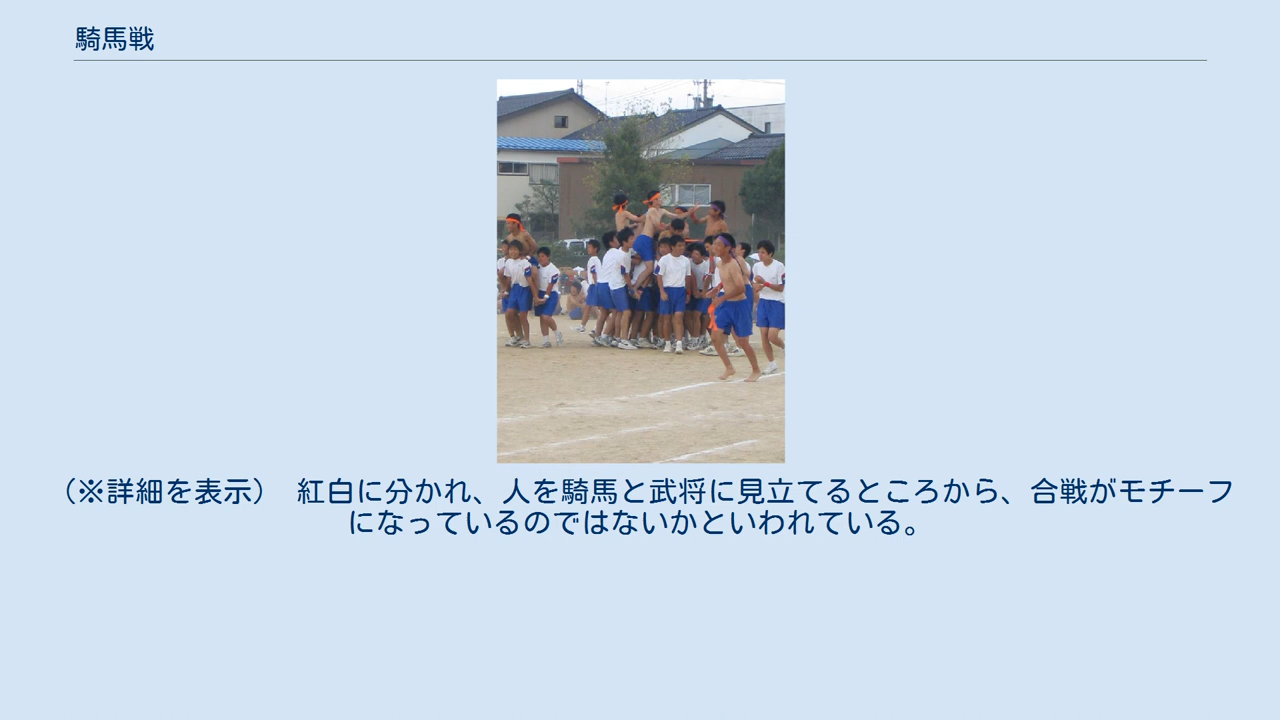 騎馬戦
（※詳細を表示）　紅白に分かれ、人を騎馬と武将に見立てるところから、合戦がモチーフ
になっているのではないかといわれている。